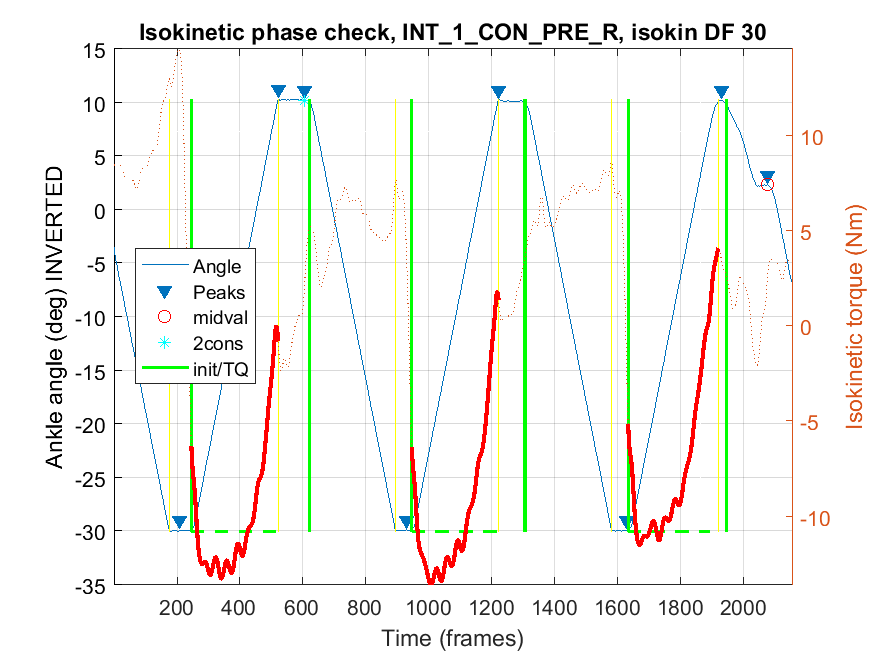 Isokinetic phase check, INT_1_CON_PRE_R, isokin DF 30
15
10
5
0
-5
-10
-15
-20
-25
-30
-35
Ankle angle (deg) INVERTED
Angle
Peaks
midval
2cons
init/TQ
10
5
0
-5
-10
Isokinetic torque (Nm)
200
400
600
800
1000
1200
1400
1600
1800
2000
Time (frames)